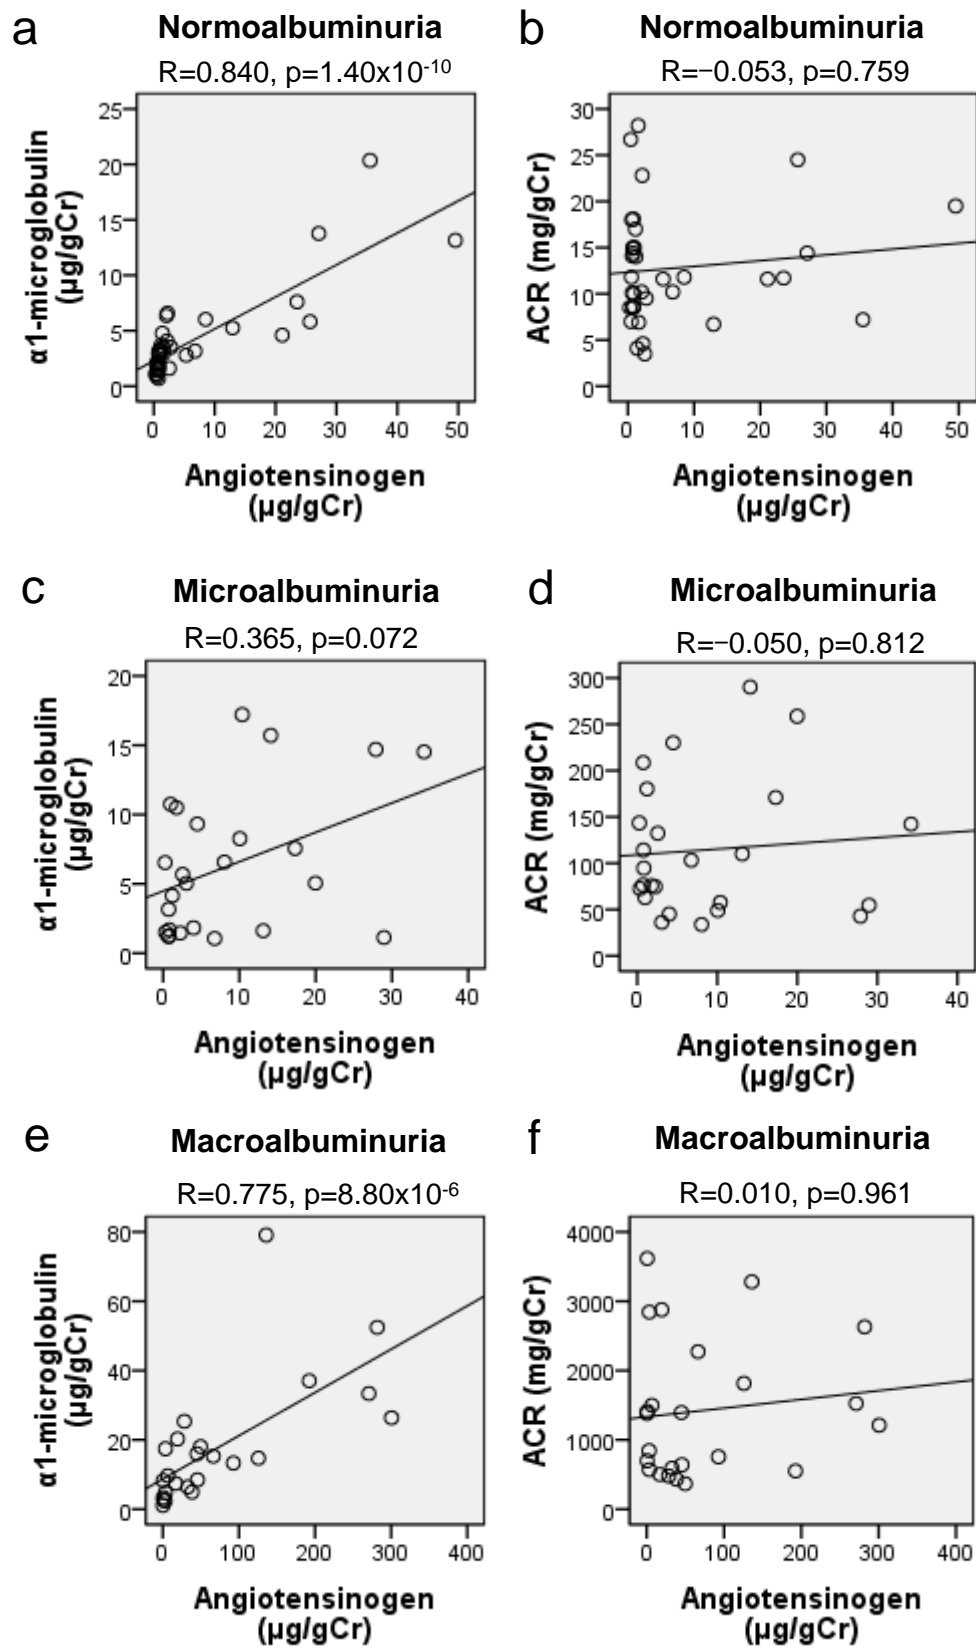 a
Normoalbuminuria
R=0.840, p=1.40x10⁻¹⁰
α1-microglobulin
(µg/gCr)
25
20
15
10
5
0
0 10 20 30 40 50
Angiotensinogen
(µg/gCr)
b
Normoalbuminuria
R=−0.053, p=0.759
ACR (mg/gCr)
30
25
20
15
10
5
0
0 10 20 30 40 50
Angiotensinogen
(µg/gCr)
c
Microalbuminuria
R=0.365, p=0.072
α1-microglobulin
(µg/gCr)
20
15
10
5
0
0 10 20 30 40
Angiotensinogen
(µg/gCr)
d
Microalbuminuria
R=−0.050, p=0.812
ACR (mg/gCr)
300
250
200
150
100
50
0
0 10 20 30 40
Angiotensinogen
(µg/gCr)
e
Macroalbuminuria
R=0.775, p=8.80x10⁻⁶
α1-microglobulin
(µg/gCr)
80
60
40
20
0
0 100 200 300 400
Angiotensinogen
(µg/gCr)
f
Macroalbuminuria
R=0.010, p=0.961
ACR (mg/gCr)
4000
3000
2000
1000
0
0 100 200 300 400
Angiotensinogen
(µg/gCr)